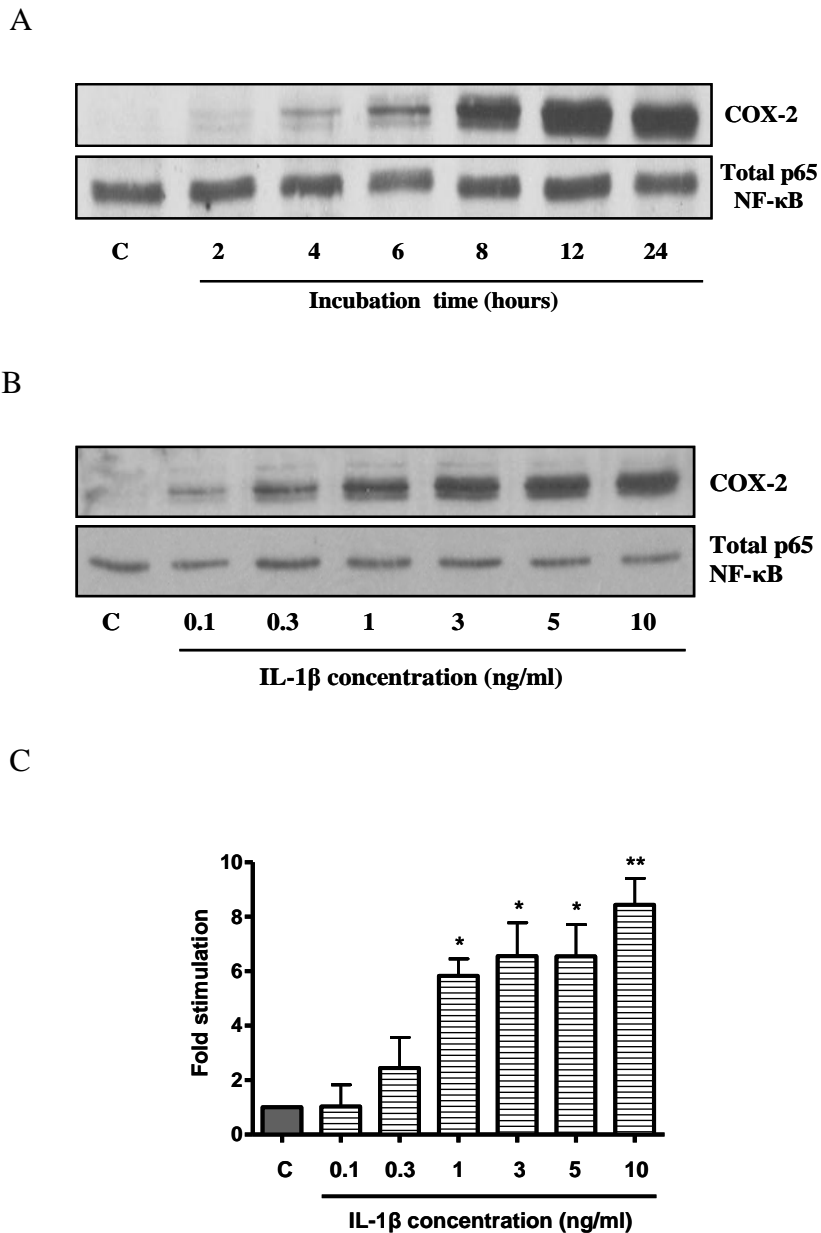 A
COX-2
Total p65
NF-κB
C 2 4 6 8 12 24
Incubation time (hours)
B
COX-2
Total p65
NF-κB
C 0.1 0.3 1 3 5 10
IL-1β concentration (ng/ml)
C
10
8
6
4
2
0
Fold stimulation
*
*
*
**
C 0.1 0.3 1 3 5 10
IL-1β concentration (ng/ml)